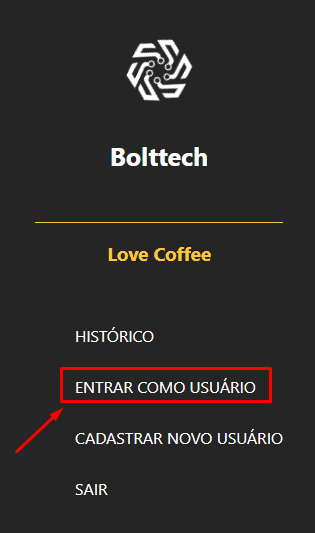 Bolttech
Love Coffee
HISTÓRICO
ENTRAR COMO USUÁRIO
CADASTRAR NOVO USUÁRIO
SAIR